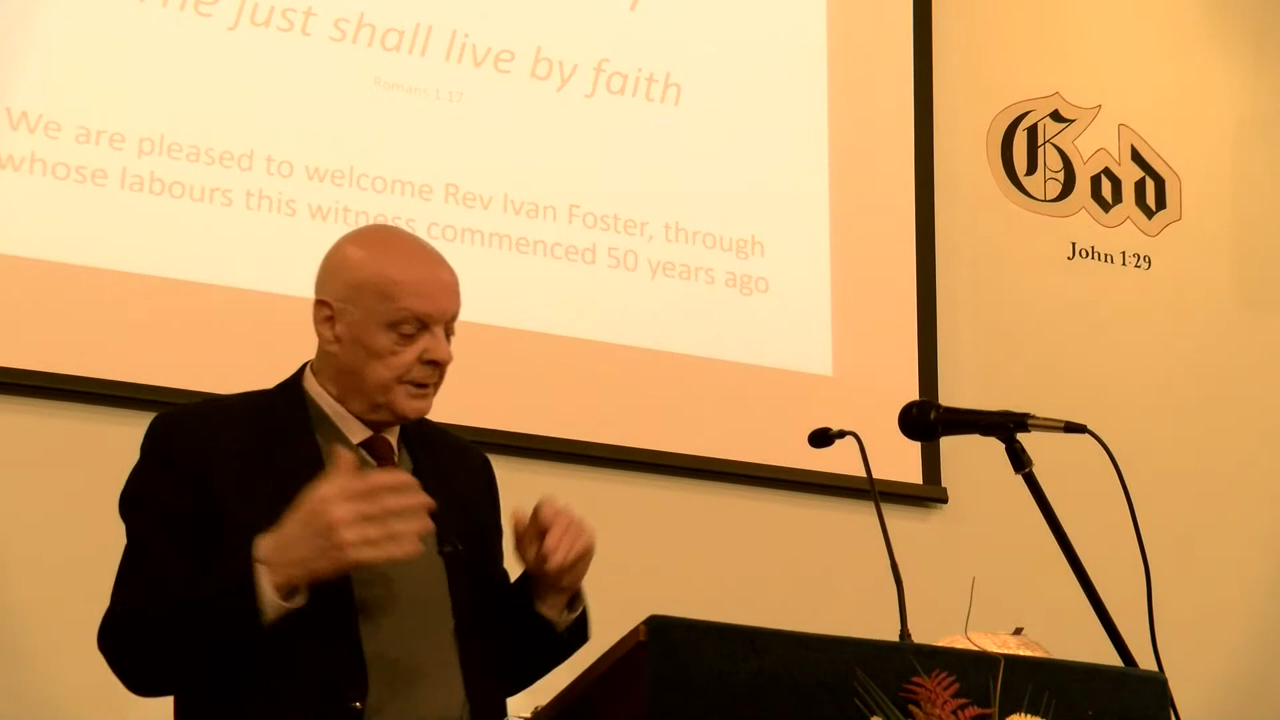 The just shall live by faith
Romans 1.17
We are pleased to welcome Rev Ivan Foster, through
whose labours this witness commenced 50 years ago
God
John 1:29